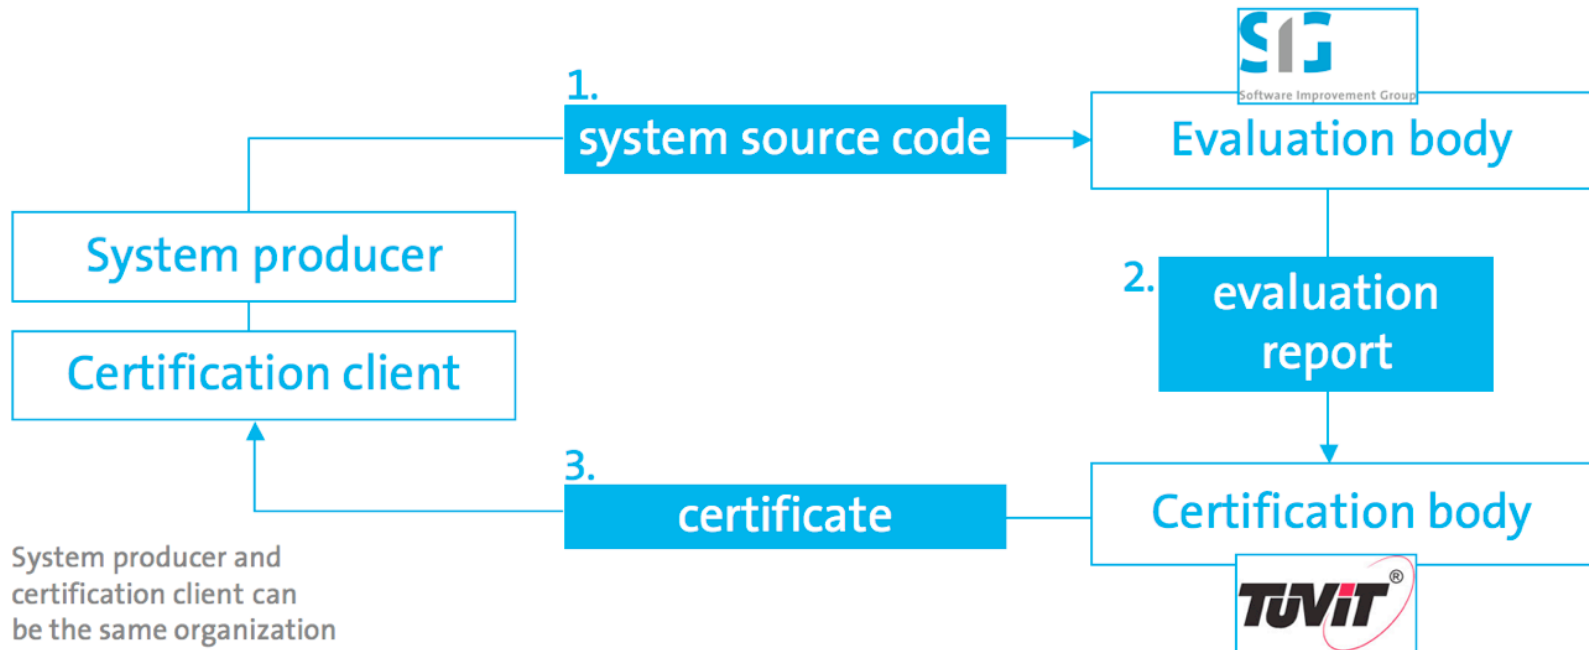 SIG
Software Improvement Group
1.
system source code
Evaluation body
System producer
2.
evaluation
report
Certification client
3.
certificate
Certification body
System producer and
certification client can
be the same organization
TÜViT®